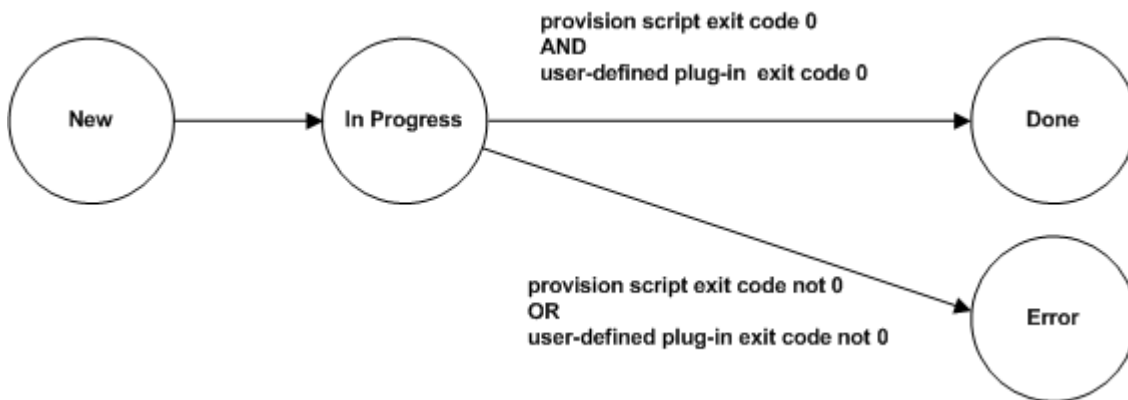 provision script exit code 0
AND
user-defined plug-in exit code 0
New
In Progress
Done
provision script exit code not 0
OR
user-defined plug-in exit code not 0
Error